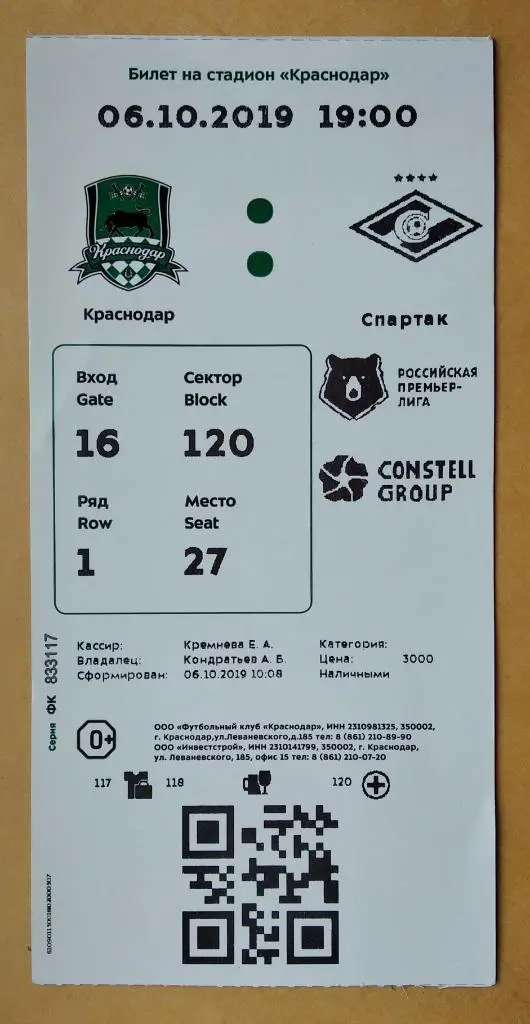 Билет на стадион «Краснодар»
06.10.2019 19:00
Краснодар
Краснодар
Спартак
Вход Сектор
Gate Block
16 120
Ряд Место
Row Seat
1 27
РОССИЙСКАЯ
ПРЕМЬЕР-
ЛИГА
CONSTELL
GROUP
Кассир: Кремнева Е. А. Категория:
Владелец: Кондратьев А. Б. Цена: 3000
Сформирован: 06.10.2019 10:08 Наличными
Серия ФК 833117
0+
ООО «Футбольный клуб «Краснодар», ИНН 2310981325, 350002,
г. Краснодар,ул.Леваневского,д.185 тел: 8 (861) 210-89-90
ООО «Инвестстрой», ИНН 2310141799, 350002, г. Краснодар,
ул. Леваневского, 185, офис 15 тел: 8 (861) 210-07-20
117 118 120